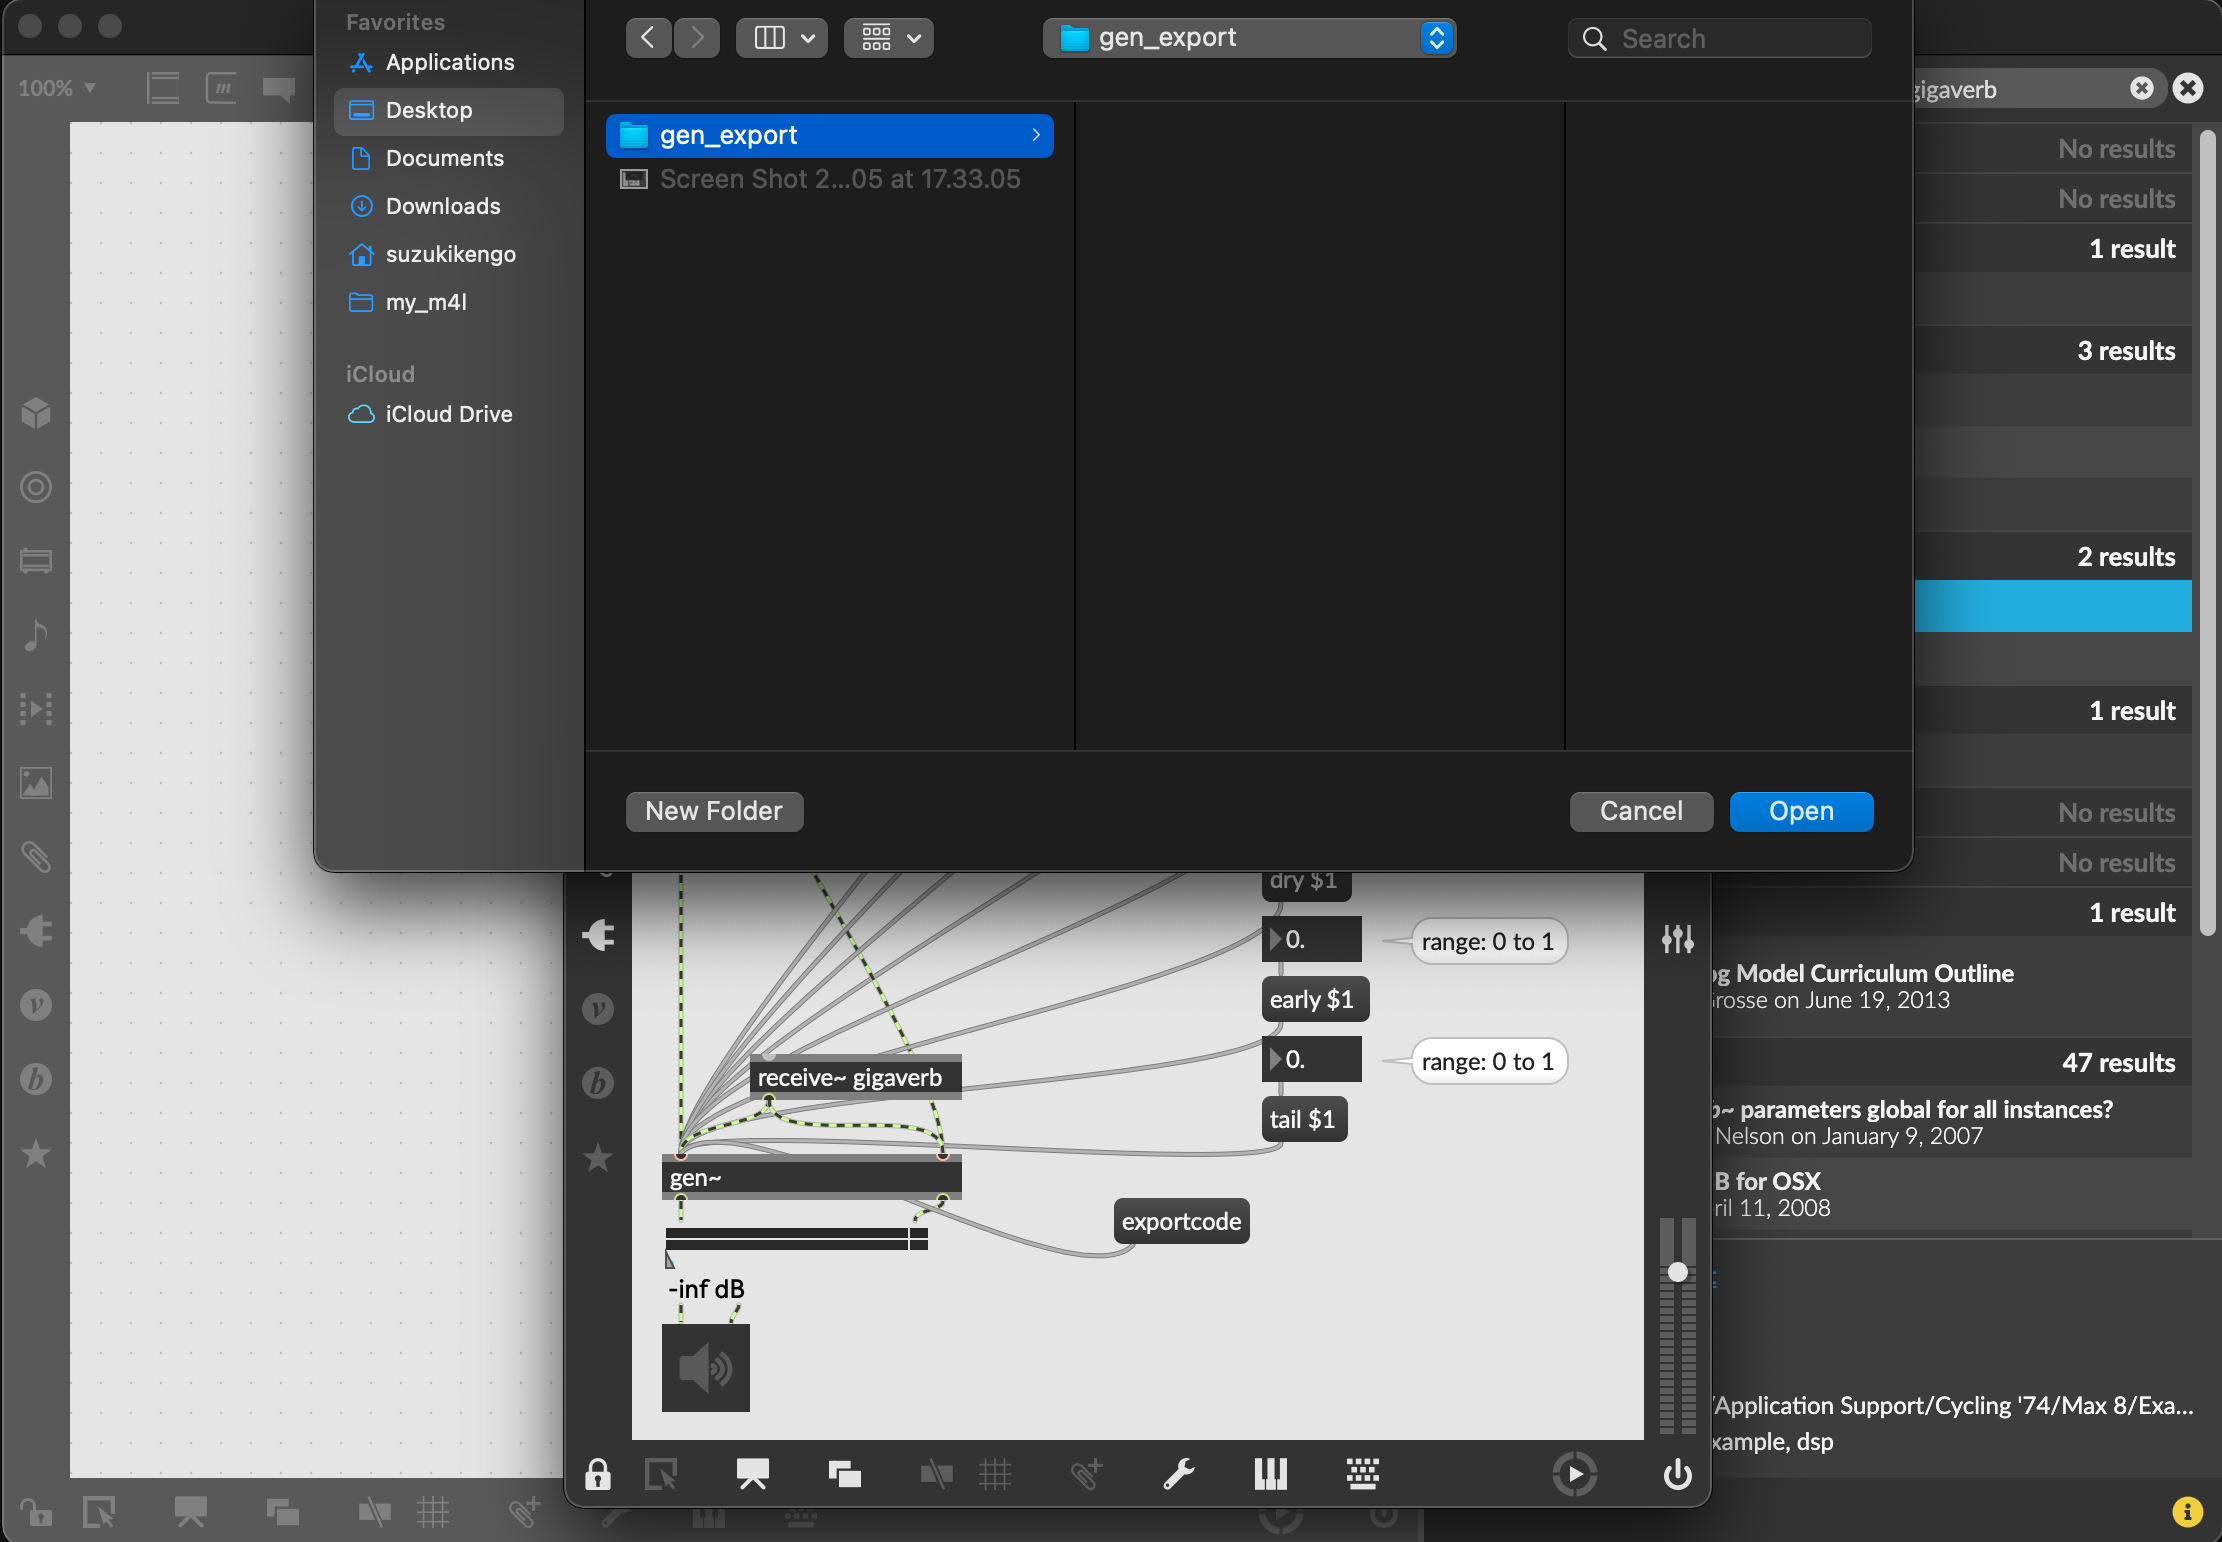 Favorites
Applications
Desktop
Documents
Downloads
suzukikengo
my_m4l
iCloud
iCloud Drive
gen_export
Search
gen_export
Screen Shot 2...05 at 17.33.05
New Folder
Cancel
Open
100%
m
gigaverb
No results
No results
1 result
3 results
2 results
1 result
No results
No results
1 result
Model Curriculum Outline
on June 19, 2013
47 results
parameters global for all instances?
Nelson on January 9, 2007
B for OSX
11, 2008
/Application Support/Cycling '74/Max 8/Exa...
dsp
dry $1
0.
range: 0 to 1
early $1
0.
range: 0 to 1
tail $1
receive~ gigaverb
gen~
exportcode
-inf dB
v
b
v
b
i